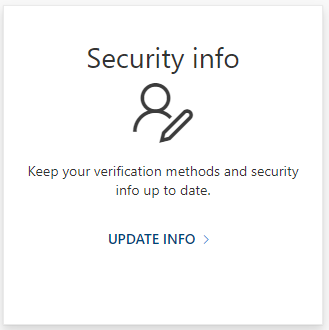 Security info
Keep your verification methods and security
info up to date.
UPDATE INFO